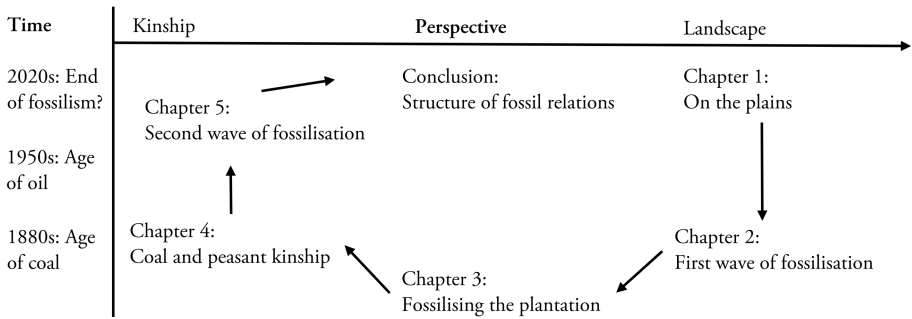 Time
Kinship
Perspective
Landscape
2020s: End
of fossilism?
Chapter 5:
Second wave of fossilisation
Conclusion:
Structure of fossil relations
Chapter 1:
On the plains
1950s: Age
of oil
1880s: Age
of coal
Chapter 4:
Coal and peasant kinship
Chapter 3:
Fossilising the plantation
Chapter 2:
First wave of fossilisation